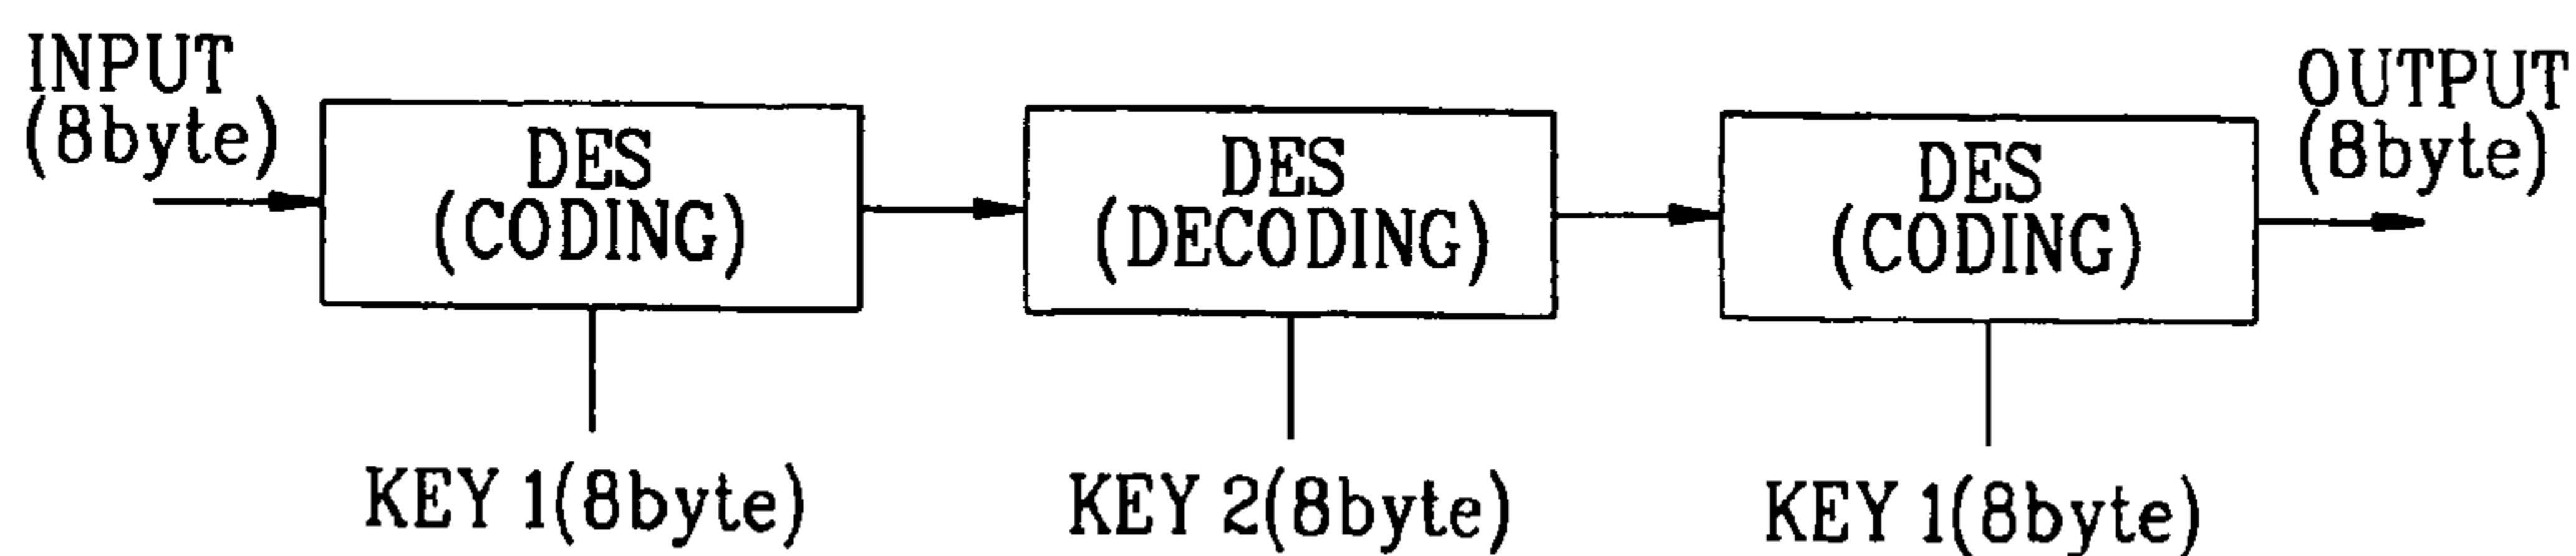 INPUT
(8byte)
DES
(CODING)
DES
(DECODING)
DES
(CODING)
OUTPUT
(8byte)
KEY 1(8byte)
KEY 2(8byte)
KEY 1(8byte)